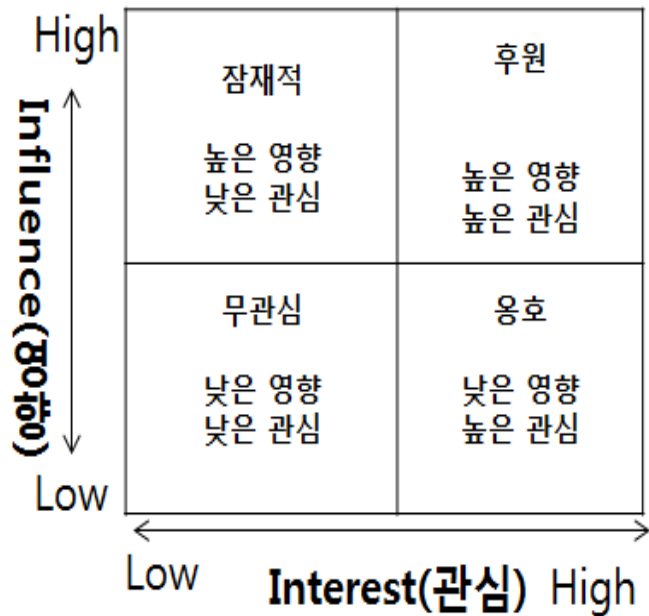 High
Influence(영향)
Low
잠재적
높은 영향
낮은 관심
후원
높은 영향
높은 관심
무관심
낮은 영향
낮은 관심
옹호
낮은 영향
높은 관심
Low
Interest(관심)
High